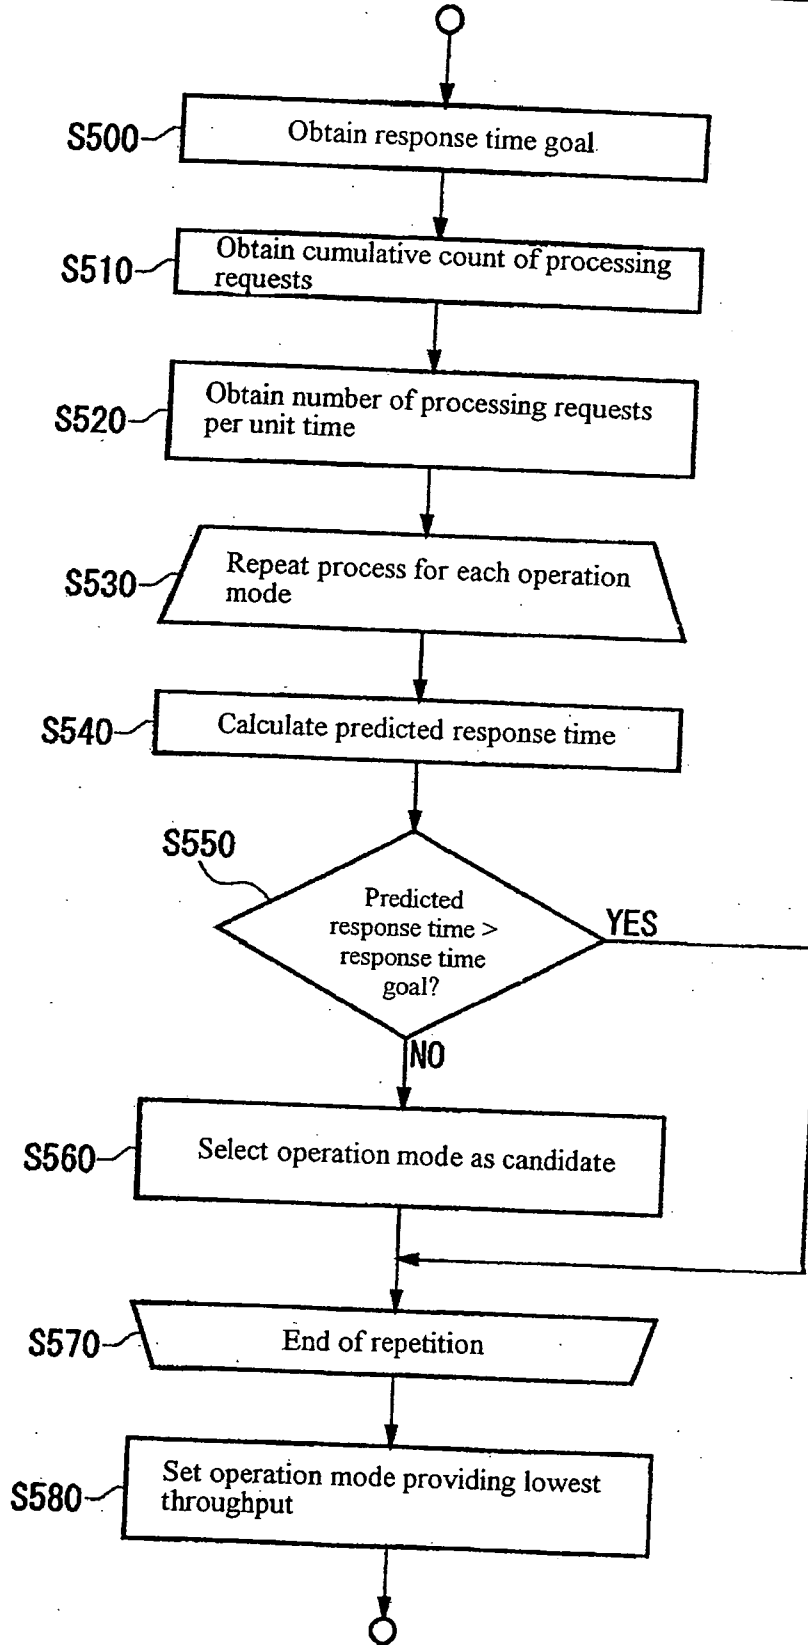 S500
Obtain response time goal
S510
Obtain cumulative count of processing
requests
S520
Obtain number of processing requests
per unit time
S530
Repeat process for each operation
mode
S540
Calculate predicted response time
S550
Predicted
response time >
response time
goal?
YES
NO
S560
Select operation mode as candidate
S570
End of repetition
S580
Set operation mode providing lowest
throughput